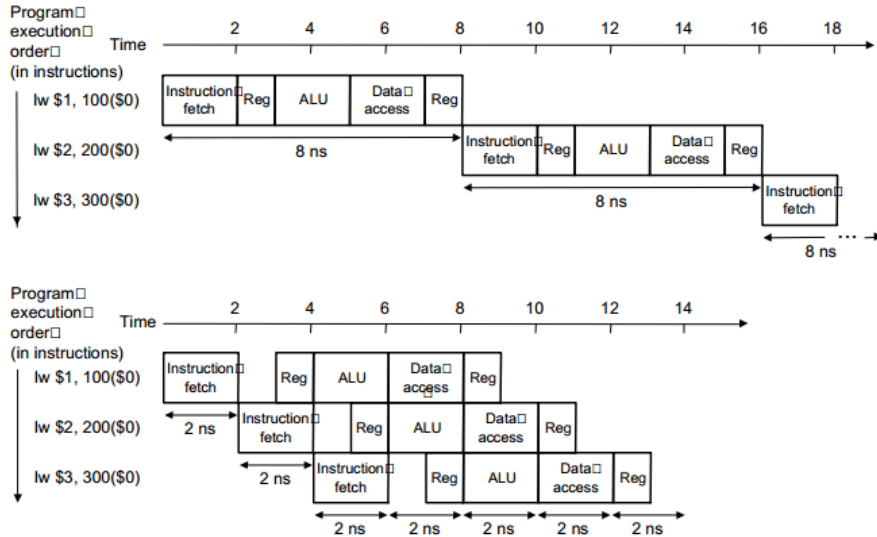 Program□
execution□
order□
(in instructions)
Time
2 4 6 8 10 12 14 16 18
lw $1, 100($0)
Instruction□
fetch
Reg
ALU
Data□
access
Reg
8 ns
lw $2, 200($0)
Instruction□
fetch
Reg
ALU
Data□
access
Reg
8 ns
lw $3, 300($0)
Instruction□
fetch
8 ns
...
Program□
execution□
order□
(in instructions)
Time
2 4 6 8 10 12 14
lw $1, 100($0)
Instruction□
fetch
Reg
ALU
Data□
access
□
Reg
2 ns
lw $2, 200($0)
Instruction□
fetch
Reg
ALU
Data□
access
Reg
2 ns
lw $3, 300($0)
Instruction□
fetch
Reg
ALU
Data□
access
Reg
2 ns 2 ns 2 ns 2 ns 2 ns